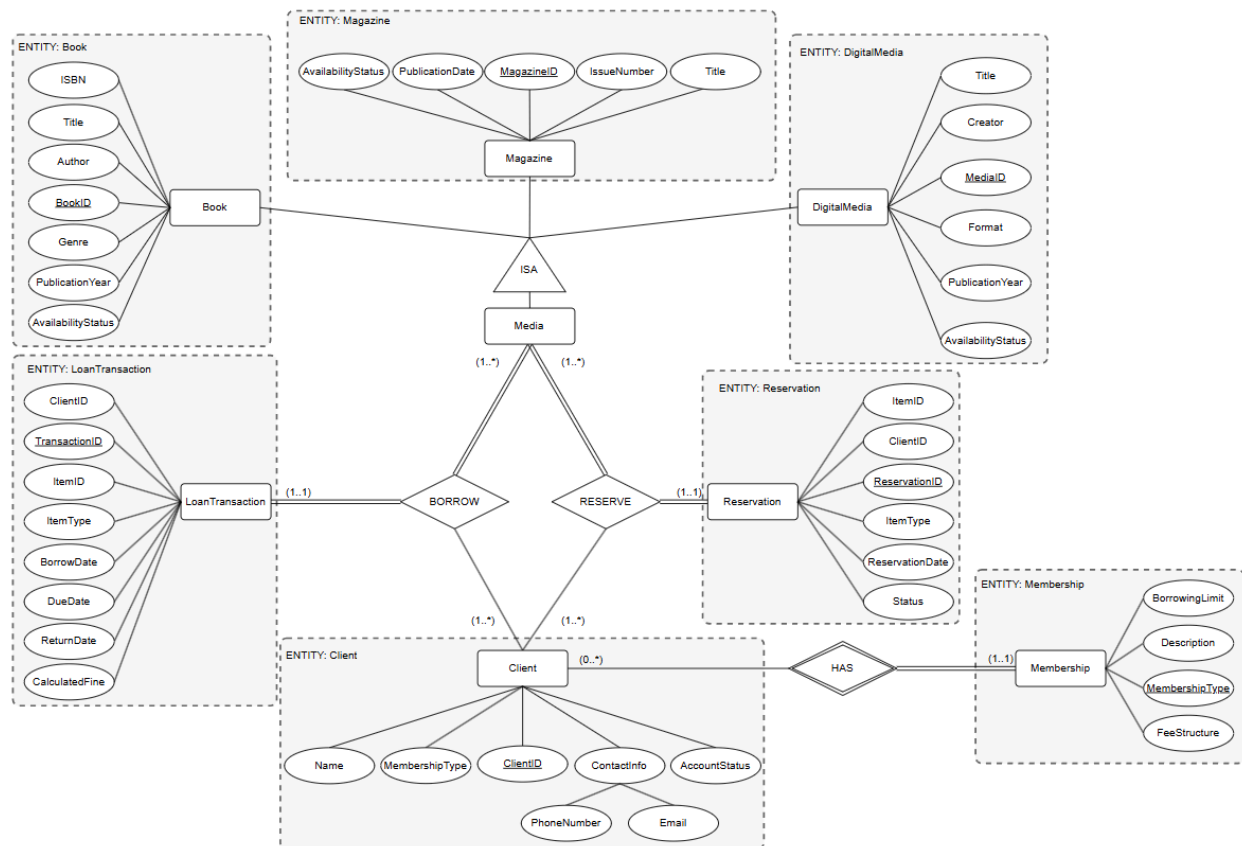 ENTITY: Magazine
AvailabilityStatus
PublicationDate
MagazineID
IssueNumber
Title
Magazine
ENTITY: Book
ISBN
Title
Author
BookID
Genre
PublicationYear
AvailabilityStatus
Book
ENTITY: DigitalMedia
Title
Creator
MediaID
Format
PublicationYear
AvailabilityStatus
DigitalMedia
ISA
Media
(1..*)
(1..*)
ENTITY: LoanTransaction
ClientID
TransactionID
ItemID
ItemType
BorrowDate
DueDate
ReturnDate
CalculatedFine
LoanTransaction
(1..1)
BORROW
RESERVE
(1..1)
ENTITY: Reservation
ItemID
ClientID
ReservationID
ItemType
ReservationDate
Status
Reservation
(1..*)
(1..*)
ENTITY: Client
Client
(0..*)
HAS
(1..1)
Name
MembershipType
ClientID
ContactInfo
AccountStatus
PhoneNumber
Email
ENTITY: Membership
BorrowingLimit
Description
MembershipType
FeeStructure
Membership